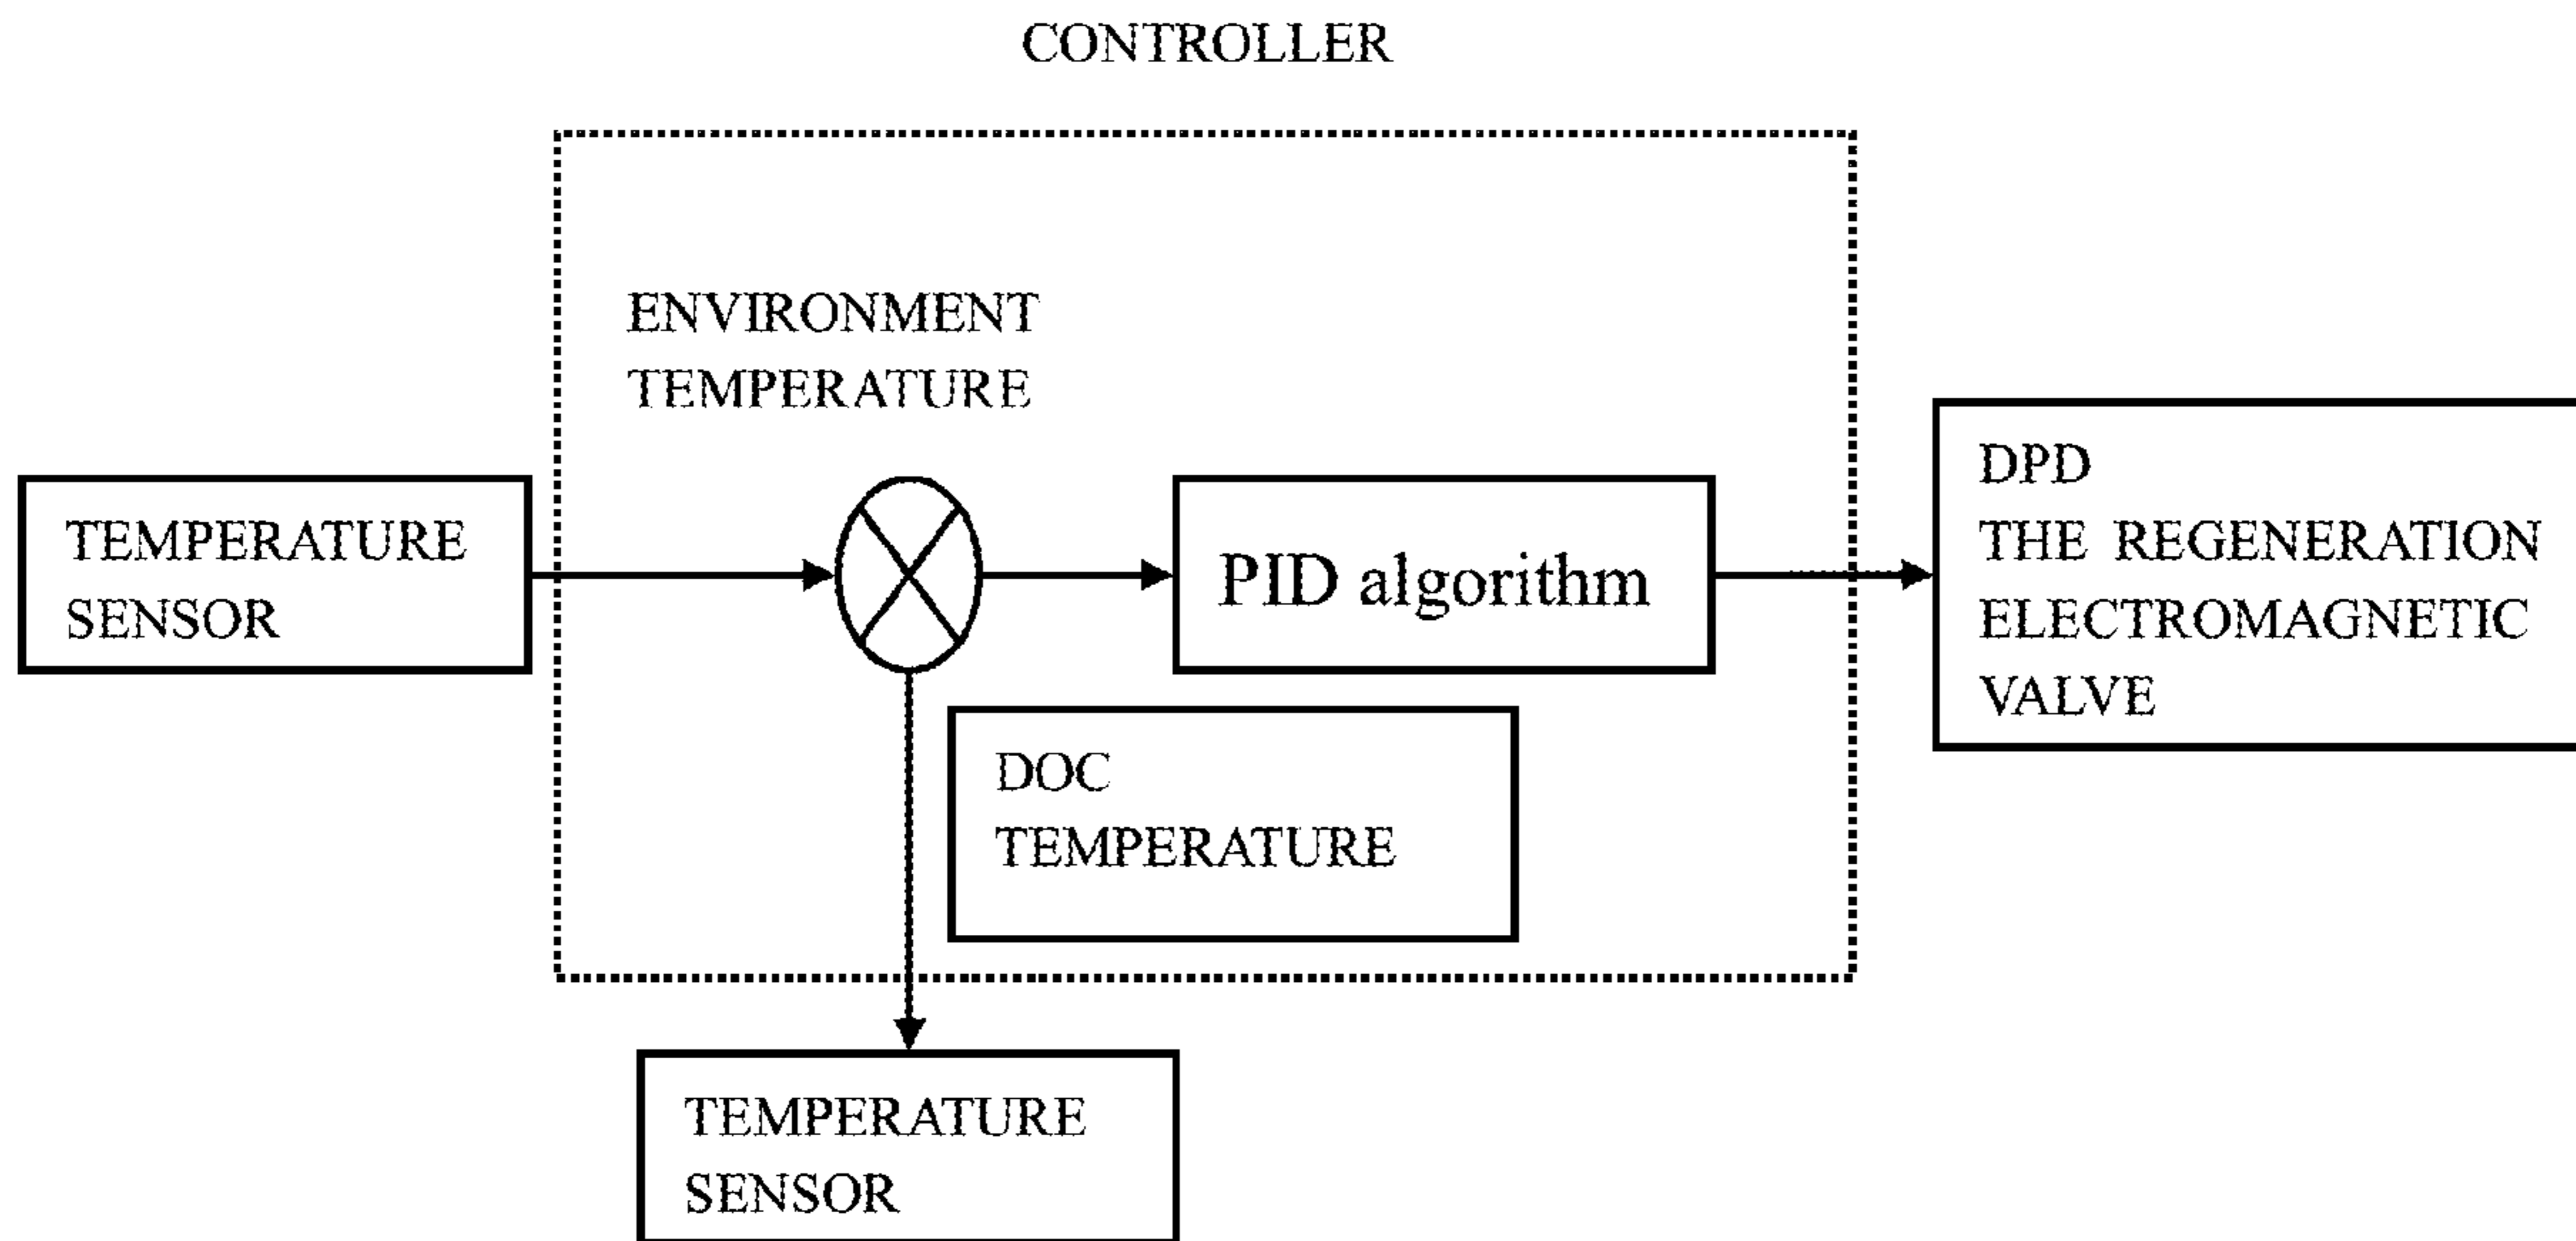 CONTROLLER
ENVIRONMENT
TEMPERATURE
TEMPERATURE
SENSOR
PID algorithm
DPD
THE REGENERATION
ELECTROMAGNETIC
VALVE
DOC
TEMPERATURE
TEMPERATURE
SENSOR